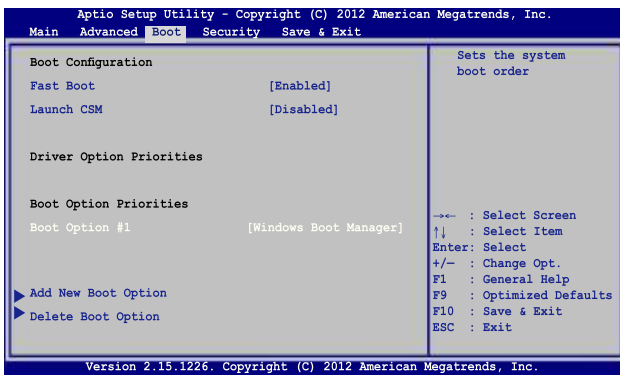 Aptio Setup Utility - Copyright (C) 2012 American Megatrends, Inc.
Main Advanced Boot Security Save & Exit
Boot Configuration
Fast Boot [Enabled]
Launch CSM [Disabled]
Driver Option Priorities
Boot Option Priorities
Boot Option #1 [Windows Boot Manager]
Add New Boot Option
Delete Boot Option
Sets the system
boot order
→← : Select Screen
↑↓ : Select Item
Enter: Select
+/— : Change Opt.
F1 : General Help
F9 : Optimized Defaults
F10 : Save & Exit
ESC : Exit
Version 2.15.1226. Copyright (C) 2012 American Megatrends, Inc.